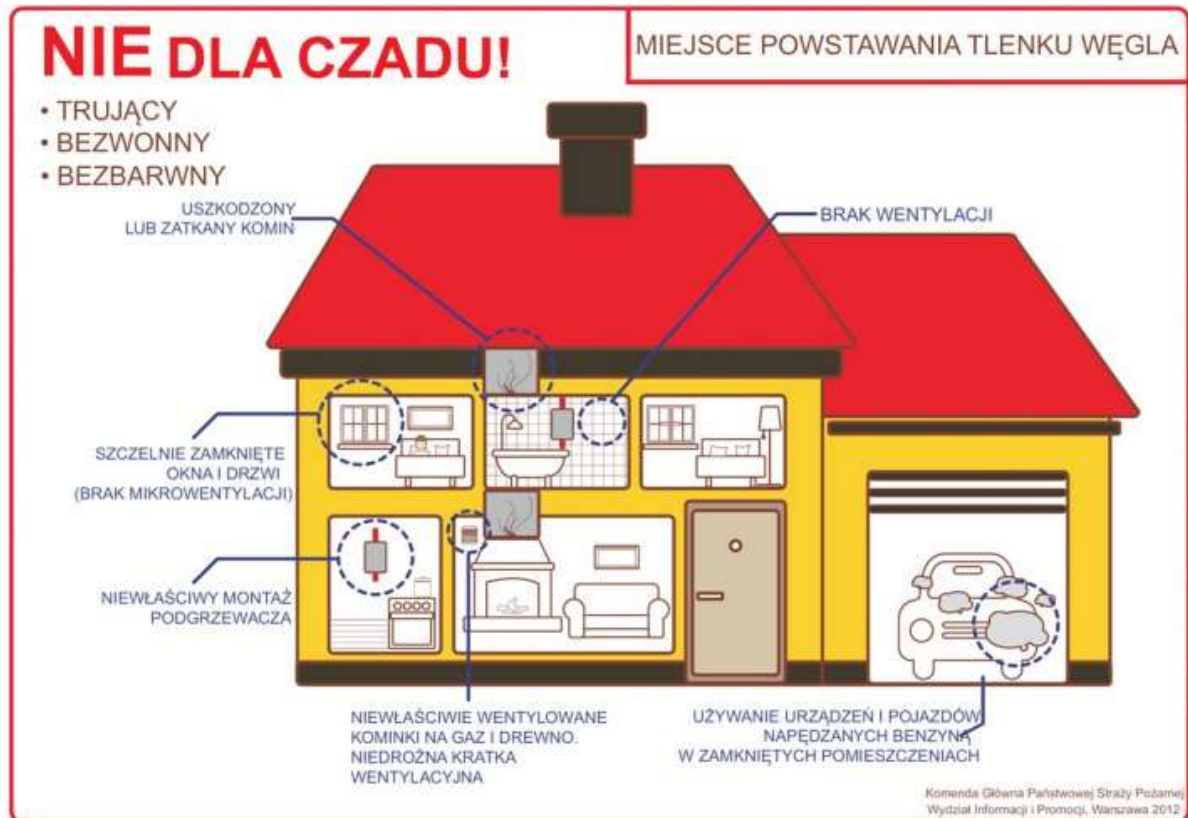 NIE DLA CZADU!
MIEJSCE POWSTAWANIA TLENKU WĘGLA
• TRUJĄCY
• BEZWONNY
• BEZBARWNY
USZKODZONY
LUB ZATKANY KOMIN
BRAK WENTYLACJI
SZCZELNIE ZAMKNIĘTE
OKNA I DRZWI
(BRAK MIKROWENTYLACJI)
NIEWŁAŚCIWY MONTAŻ
PODGRZEWACZA
NIEWŁAŚCIWIE WENTYLOWANE
KOMINKI NA GAZ I DREWNO.
NIEDROŻNA KRATKA
WENTYLACYJNA
UŻYWANIE URZĄDZEŃ I POJAZDÓW
NAPĘDZANYCH BENZYNĄ
W ZAMKNIĘTYCH POMIESZCZENIACH
Komenda Główna Państwowej Straży Pożarnej
Wydział Informacji i Promocji, Warszawa 2012